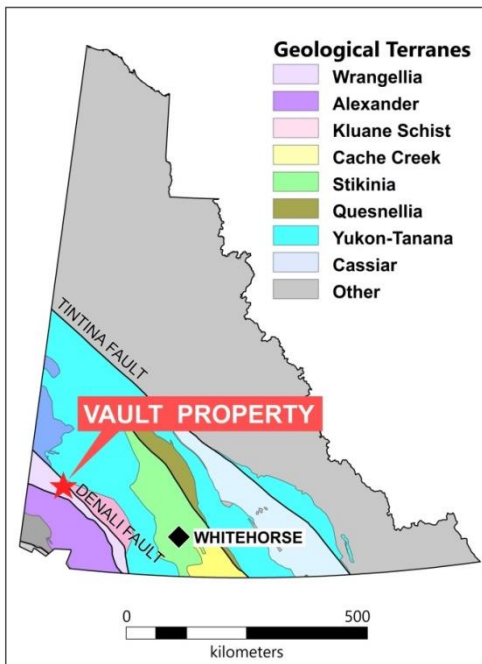 Geological Terranes
Wrangellia
Alexander
Kluane Schist
Cache Creek
Stikinia
Quesnellia
Yukon-Tanana
Cassiar
Other
TINTINA FAULT
VAULT PROPERTY
DENALI FAULT
WHITEHORSE
0 500
kilometers